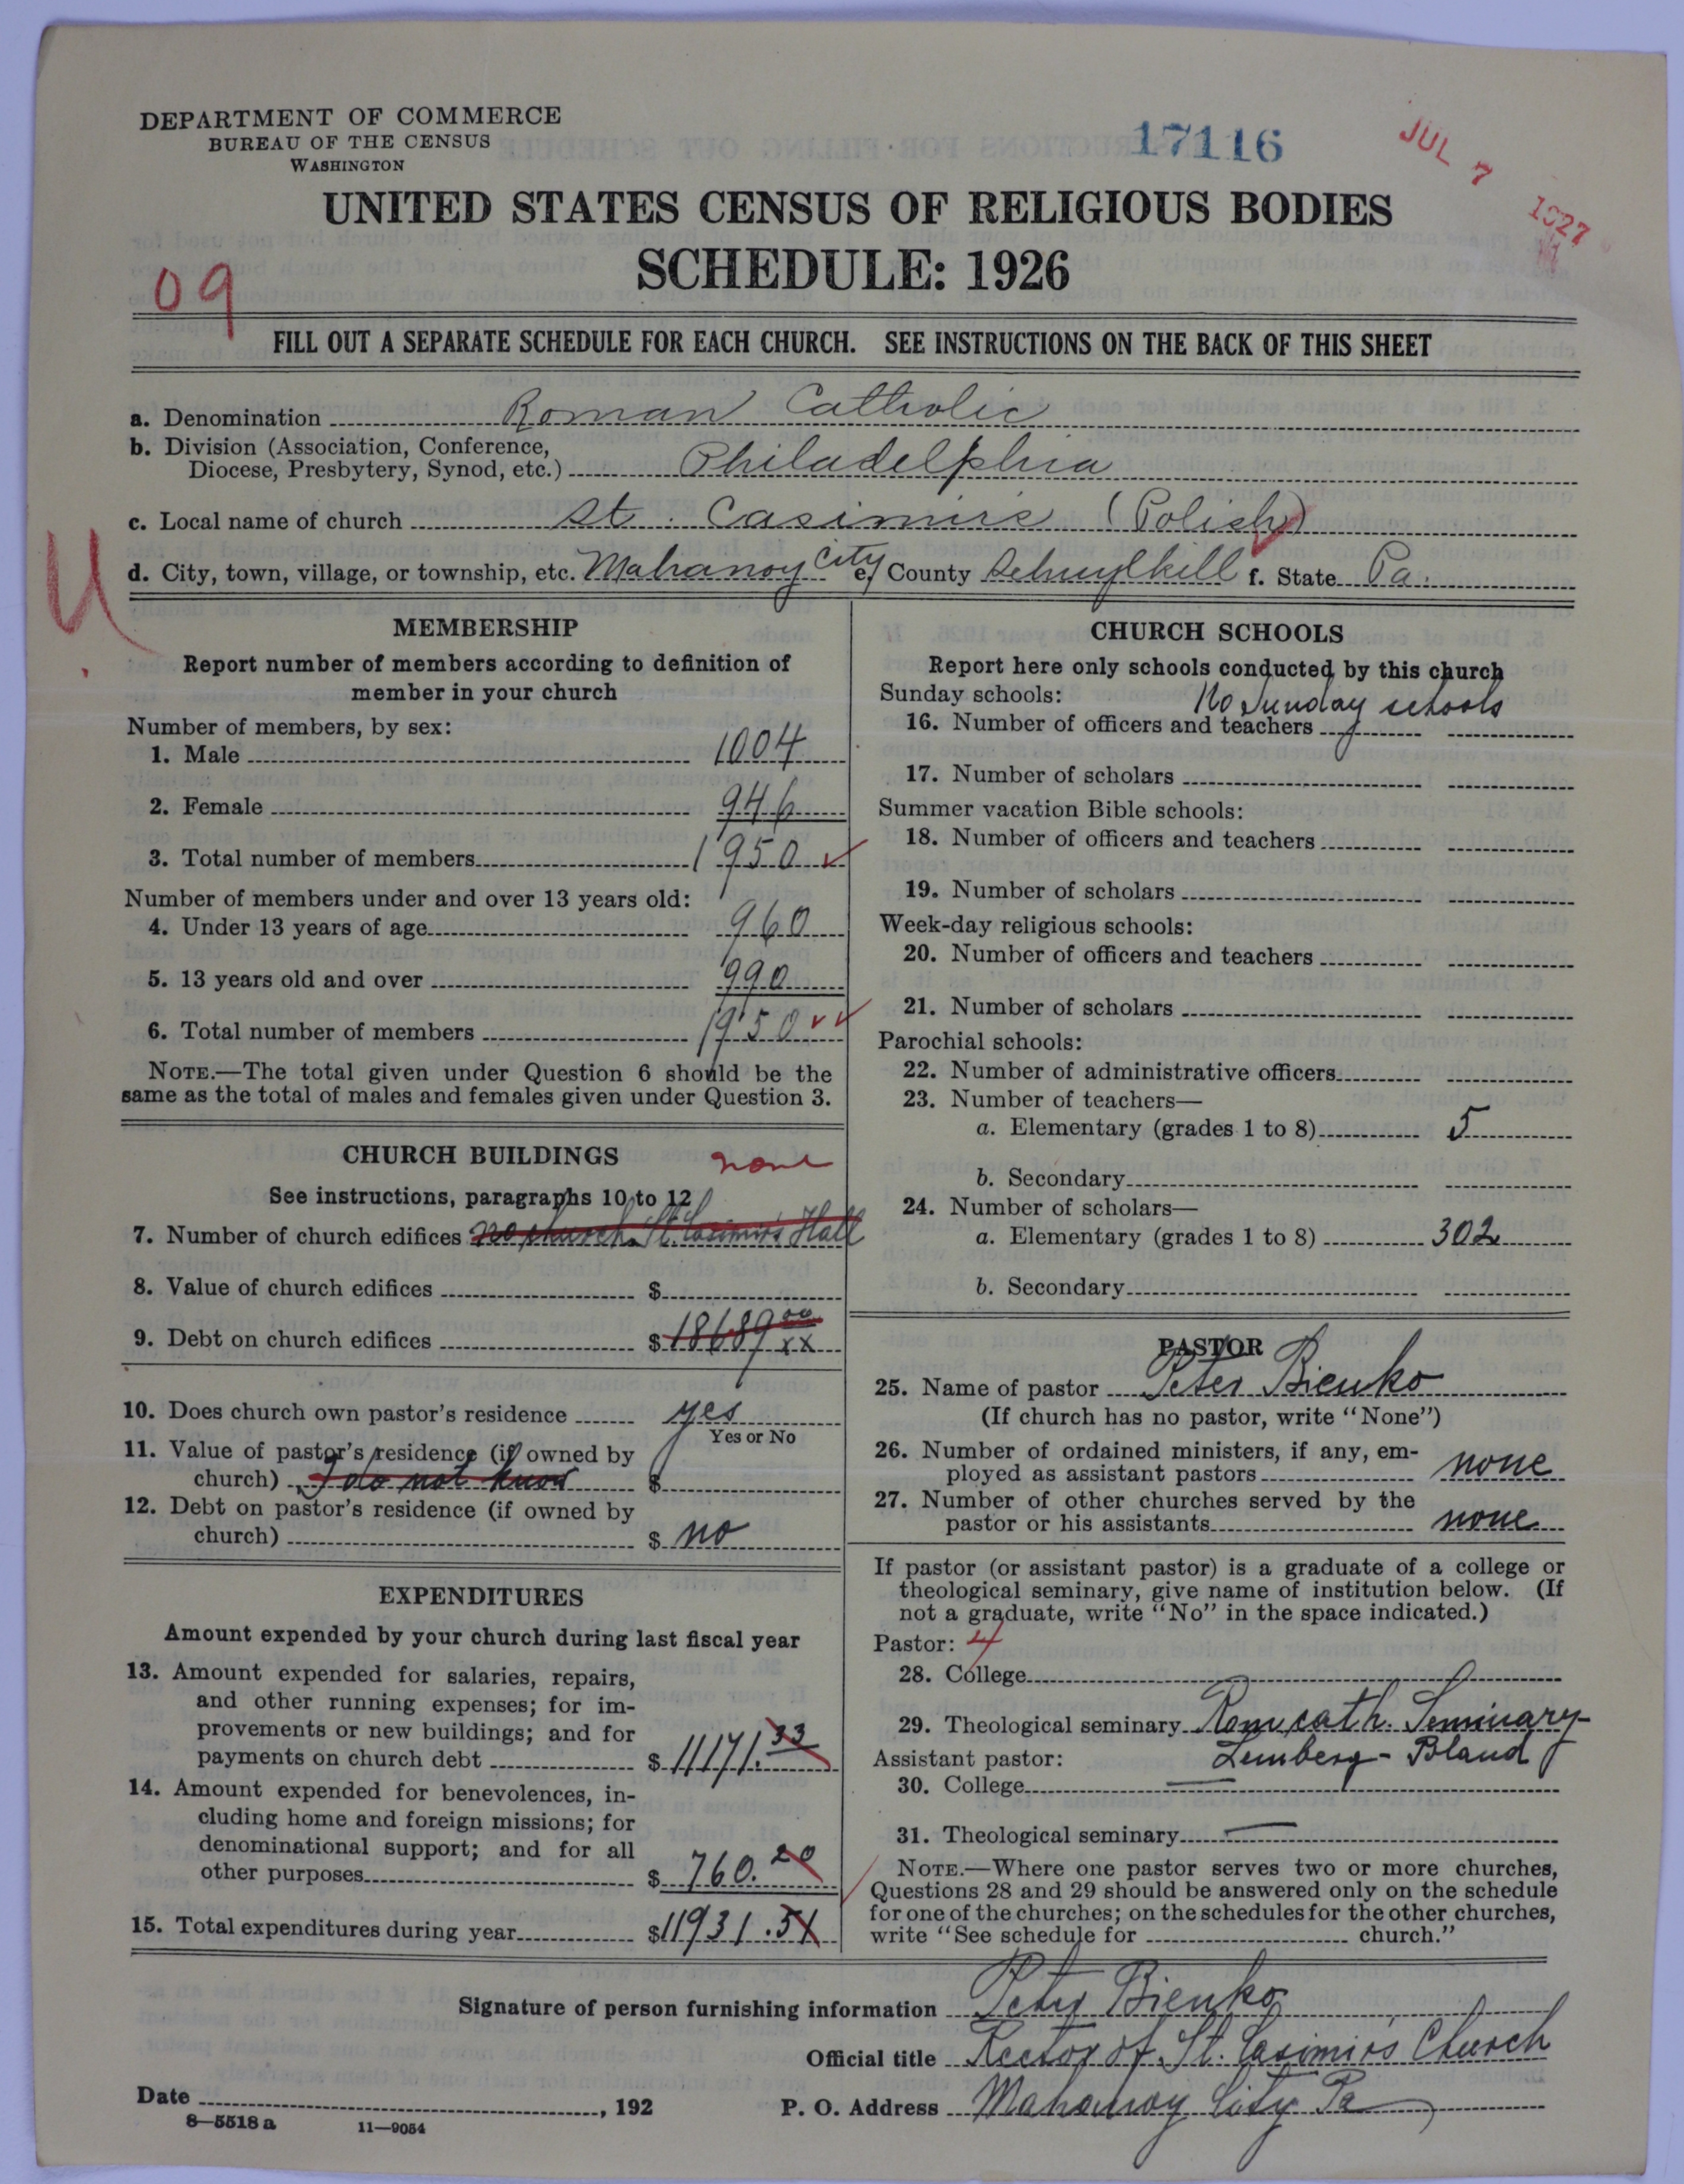 DEPARTMENT OF COMMERCE
BUREAU OF THE CENSUS
WASHINGTON
17116
JUL 7 1927
UNITED STATES CENSUS OF RELIGIOUS BODIES
SCHEDULE: 1926
09
FILL OUT A SEPARATE SCHEDULE FOR EACH CHURCH. SEE INSTRUCTIONS ON THE BACK OF THIS SHEET
a. Denomination Roman Catholic
b. Division (Association, Conference,
Diocese, Presbytery, Synod, etc.) Philadelphia
c. Local name of church St. Casimirs (Polish)
d. City, town, village, or township, etc. Mahanoy City e. County Schuylkill f. State Pa.
U
MEMBERSHIP
Report number of members according to definition of
member in your church
Number of members, by sex:
1. Male 1004
2. Female 946
3. Total number of members 1950
Number of members under and over 13 years old:
4. Under 13 years of age 960
5. 13 years old and over 990
6. Total number of members 1950
NOTE.—The total given under Question 6 should be the
same as the total of males and females given under Question 3.
CHURCH BUILDINGS none
See instructions, paragraphs 10 to 12
7. Number of church edifices no church. St. Casimir's Hall
8. Value of church edifices $
9. Debt on church edifices $ 18689 00 xx
10. Does church own pastor's residence yes
Yes or No
11. Value of pastor's residence (if owned by
church) I do not know $
12. Debt on pastor's residence (if owned by
church) $ no
EXPENDITURES
Amount expended by your church during last fiscal year
13. Amount expended for salaries, repairs,
and other running expenses; for im-
provements or new buildings; and for
payments on church debt $ 11171.33
14. Amount expended for benevolences, in-
cluding home and foreign missions; for
denominational support; and for all
other purposes $ 760.20
15. Total expenditures during year $ 11931.51
CHURCH SCHOOLS
Report here only schools conducted by this church
Sunday schools: No Sunday schools
16. Number of officers and teachers
17. Number of scholars
Summer vacation Bible schools:
18. Number of officers and teachers
19. Number of scholars
Week-day religious schools:
20. Number of officers and teachers
21. Number of scholars
Parochial schools:
22. Number of administrative officers
23. Number of teachers—
a. Elementary (grades 1 to 8) 5
b. Secondary
24. Number of scholars—
a. Elementary (grades 1 to 8) 302
b. Secondary
PASTOR
25. Name of pastor Peter Bienko
(If church has no pastor, write "None")
26. Number of ordained ministers, if any, em-
ployed as assistant pastors none
27. Number of other churches served by the
pastor or his assistants none
If pastor (or assistant pastor) is a graduate of a college or
theological seminary, give name of institution below. (If
not a graduate, write "No" in the space indicated.)
Pastor: 4
28. College
29. Theological seminary Rom. cath. Seminary
Assistant pastor: Lemberg - Poland
30. College —
31. Theological seminary —
NOTE.—Where one pastor serves two or more churches,
Questions 28 and 29 should be answered only on the schedule
for one of the churches; on the schedules for the other churches,
write "See schedule for church."
Signature of person furnishing information Peter Bienko
Official title Rector of St. Casimir's Church
Date , 192 P. O. Address Mahanoy City Pa
8—5518 a 11—9054